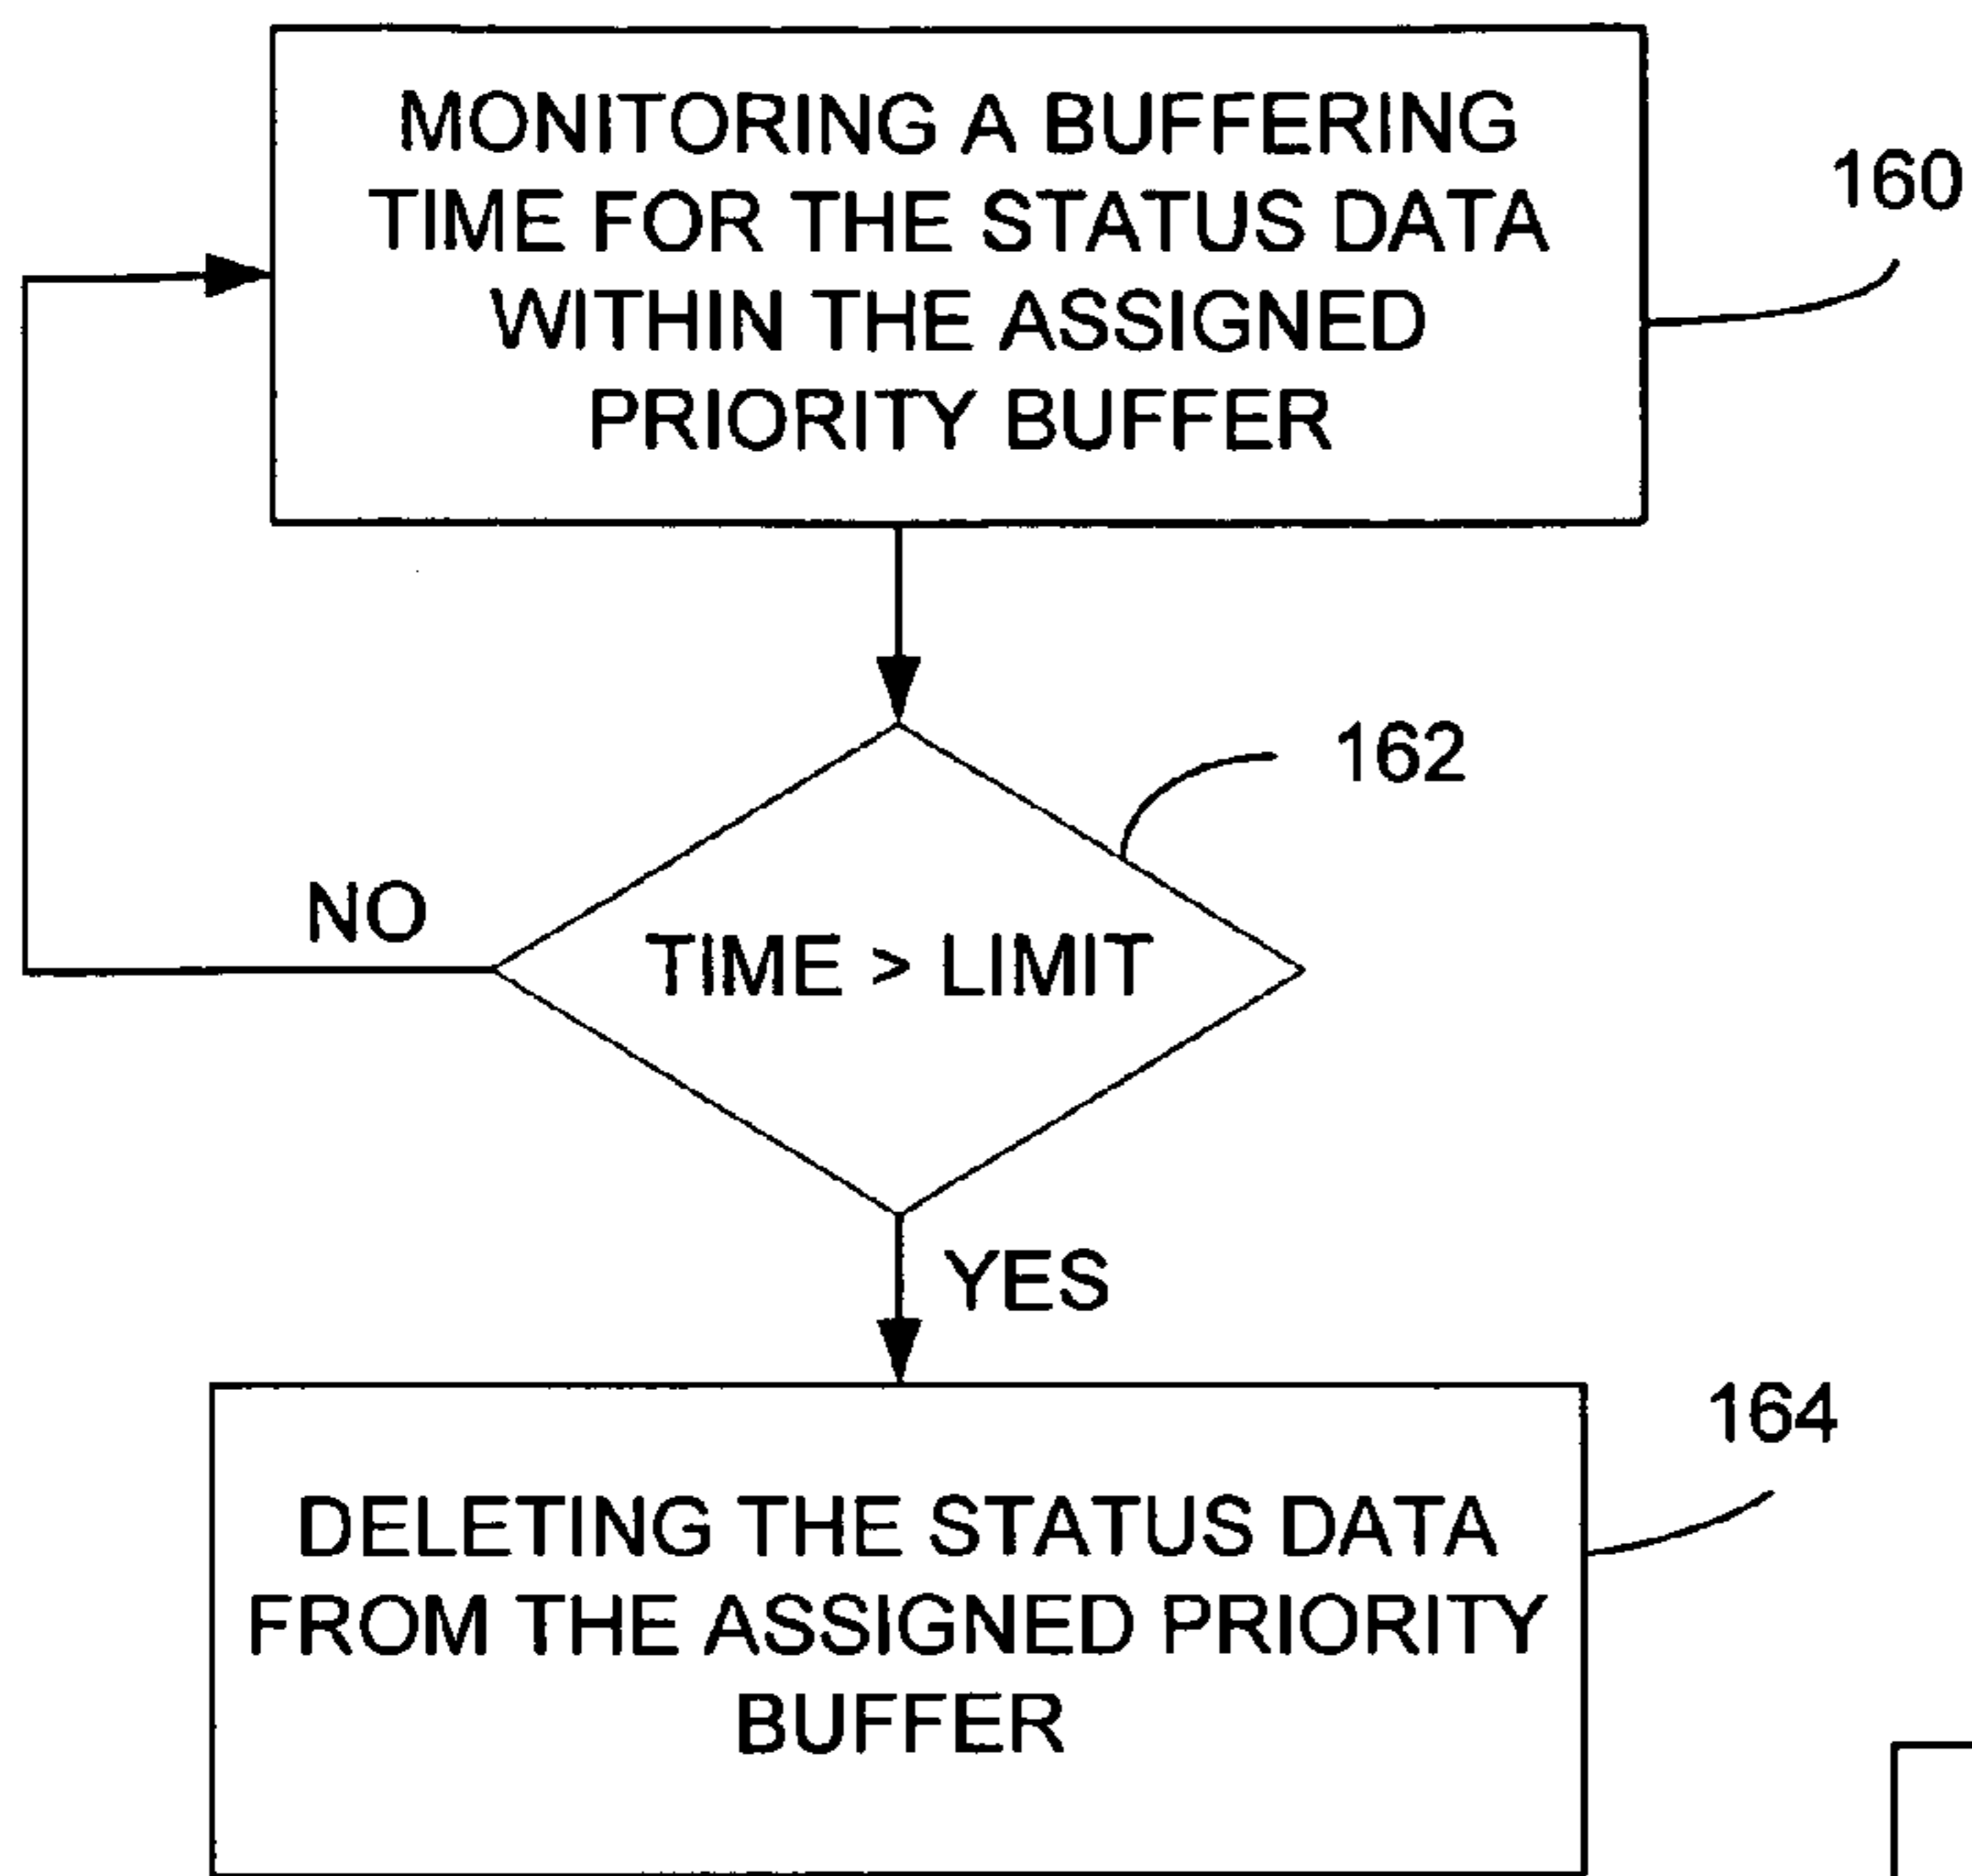 MONITORING A BUFFERING
TIME FOR THE STATUS DATA
WITHIN THE ASSIGNED
PRIORITY BUFFER
160
162
NO
TIME > LIMIT
YES
164
DELETING THE STATUS DATA
FROM THE ASSIGNED PRIORITY
BUFFER